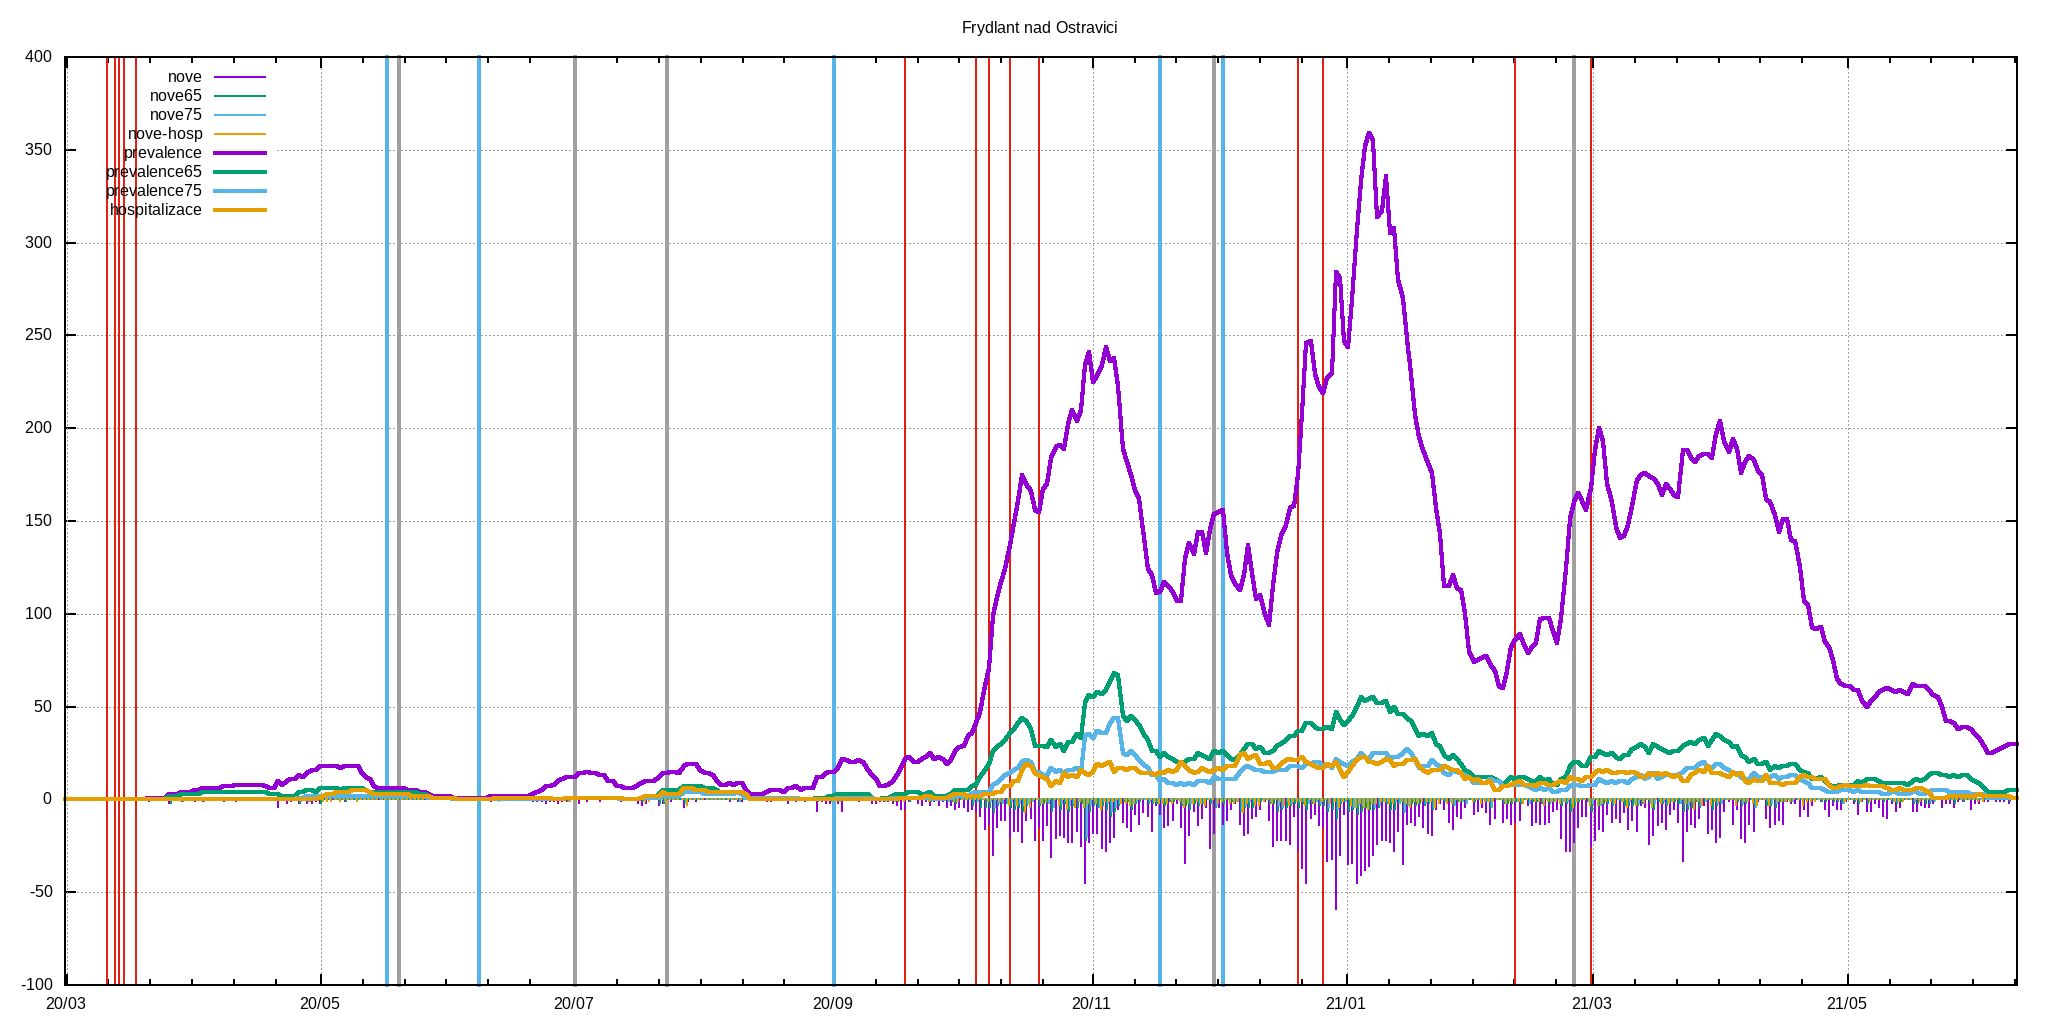 Frydlant nad Ostravici
400
nove
nove65
nove75
nove-hosp
350
prevalence
prevalence65
prevalence75
hospitalizace
300
250
200
150
100
50
0
-50
-100
20/03 20/05 20/07 20/09 20/11 21/01 21/03 21/05